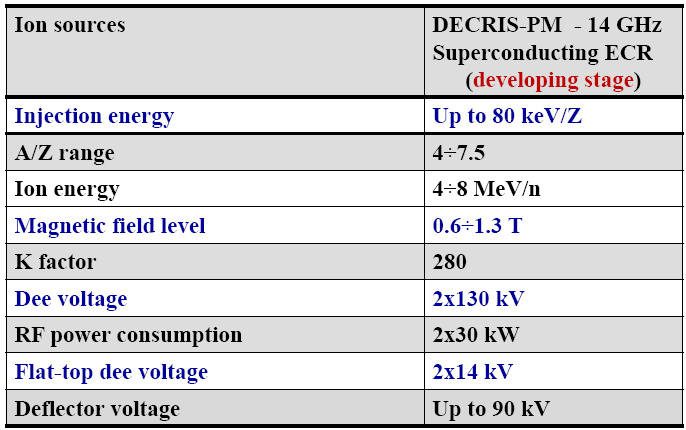 Ion sources DECRIS-PM - 14 GHz
Superconducting ECR
(developing stage)
Injection energy Up to 80 keV/Z
A/Z range 4÷7.5
Ion energy 4÷8 MeV/n
Magnetic field level 0.6÷1.3 T
K factor 280
Dee voltage 2x130 kV
RF power consumption 2x30 kW
Flat-top dee voltage 2x14 kV
Deflector voltage Up to 90 kV